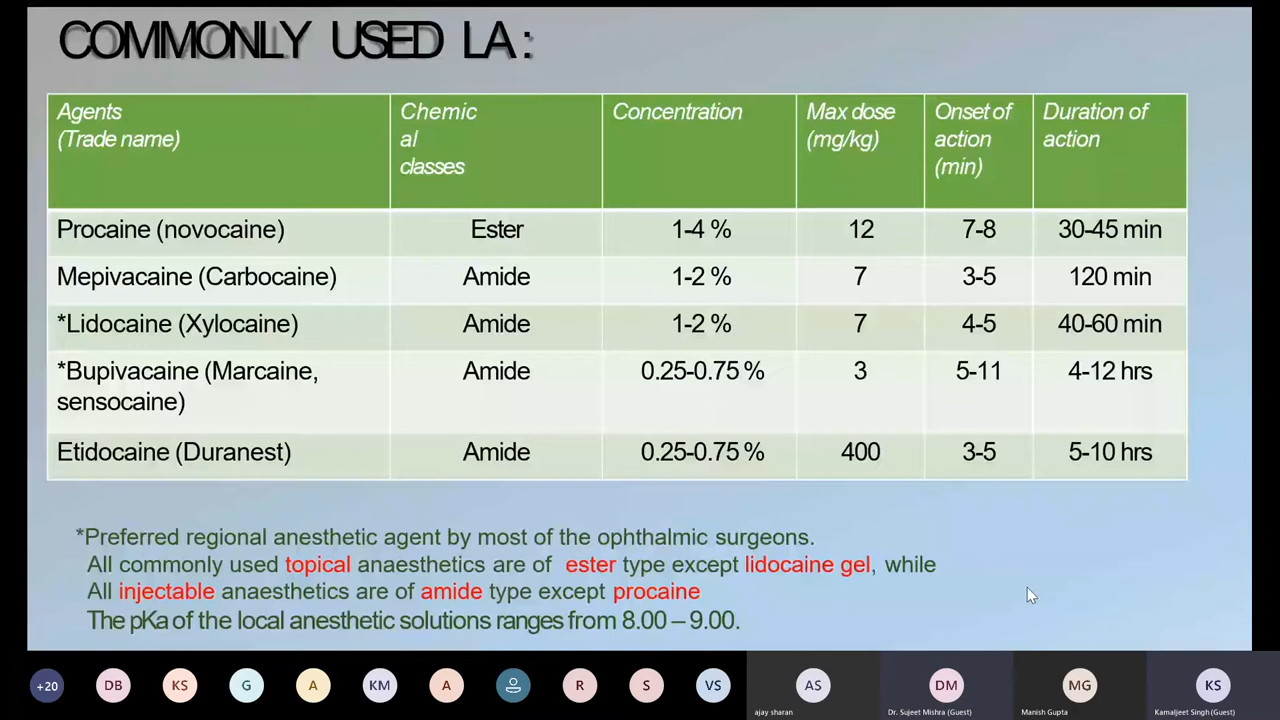 COMMONLY USED LA :
Agents
(Trade name)
Chemic
al
classes
Concentration
Max dose
(mg/kg)
Onset of
action
(min)
Duration of
action
Procaine (novocaine) Ester 1-4 % 12 7-8 30-45 min
Mepivacaine (Carbocaine) Amide 1-2 % 7 3-5 120 min
*Lidocaine (Xylocaine) Amide 1-2 % 7 4-5 40-60 min
*Bupivacaine (Marcaine, Amide 0.25-0.75 % 3 5-11 4-12 hrs
sensocaine)
Etidocaine (Duranest) Amide 0.25-0.75 % 400 3-5 5-10 hrs
*Preferred regional anesthetic agent by most of the ophthalmic surgeons.
All commonly used topical anaesthetics are of ester type except lidocaine gel, while
All injectable anaesthetics are of amide type except procaine
The pKa of the local anesthetic solutions ranges from 8.00 – 9.00.
+20 DB KS G A KM A R S VS AS DM MG KS
ajay sharan Dr. Sujeet Mishra (Guest) Manish Gupta Kamaljeet Singh (Guest)